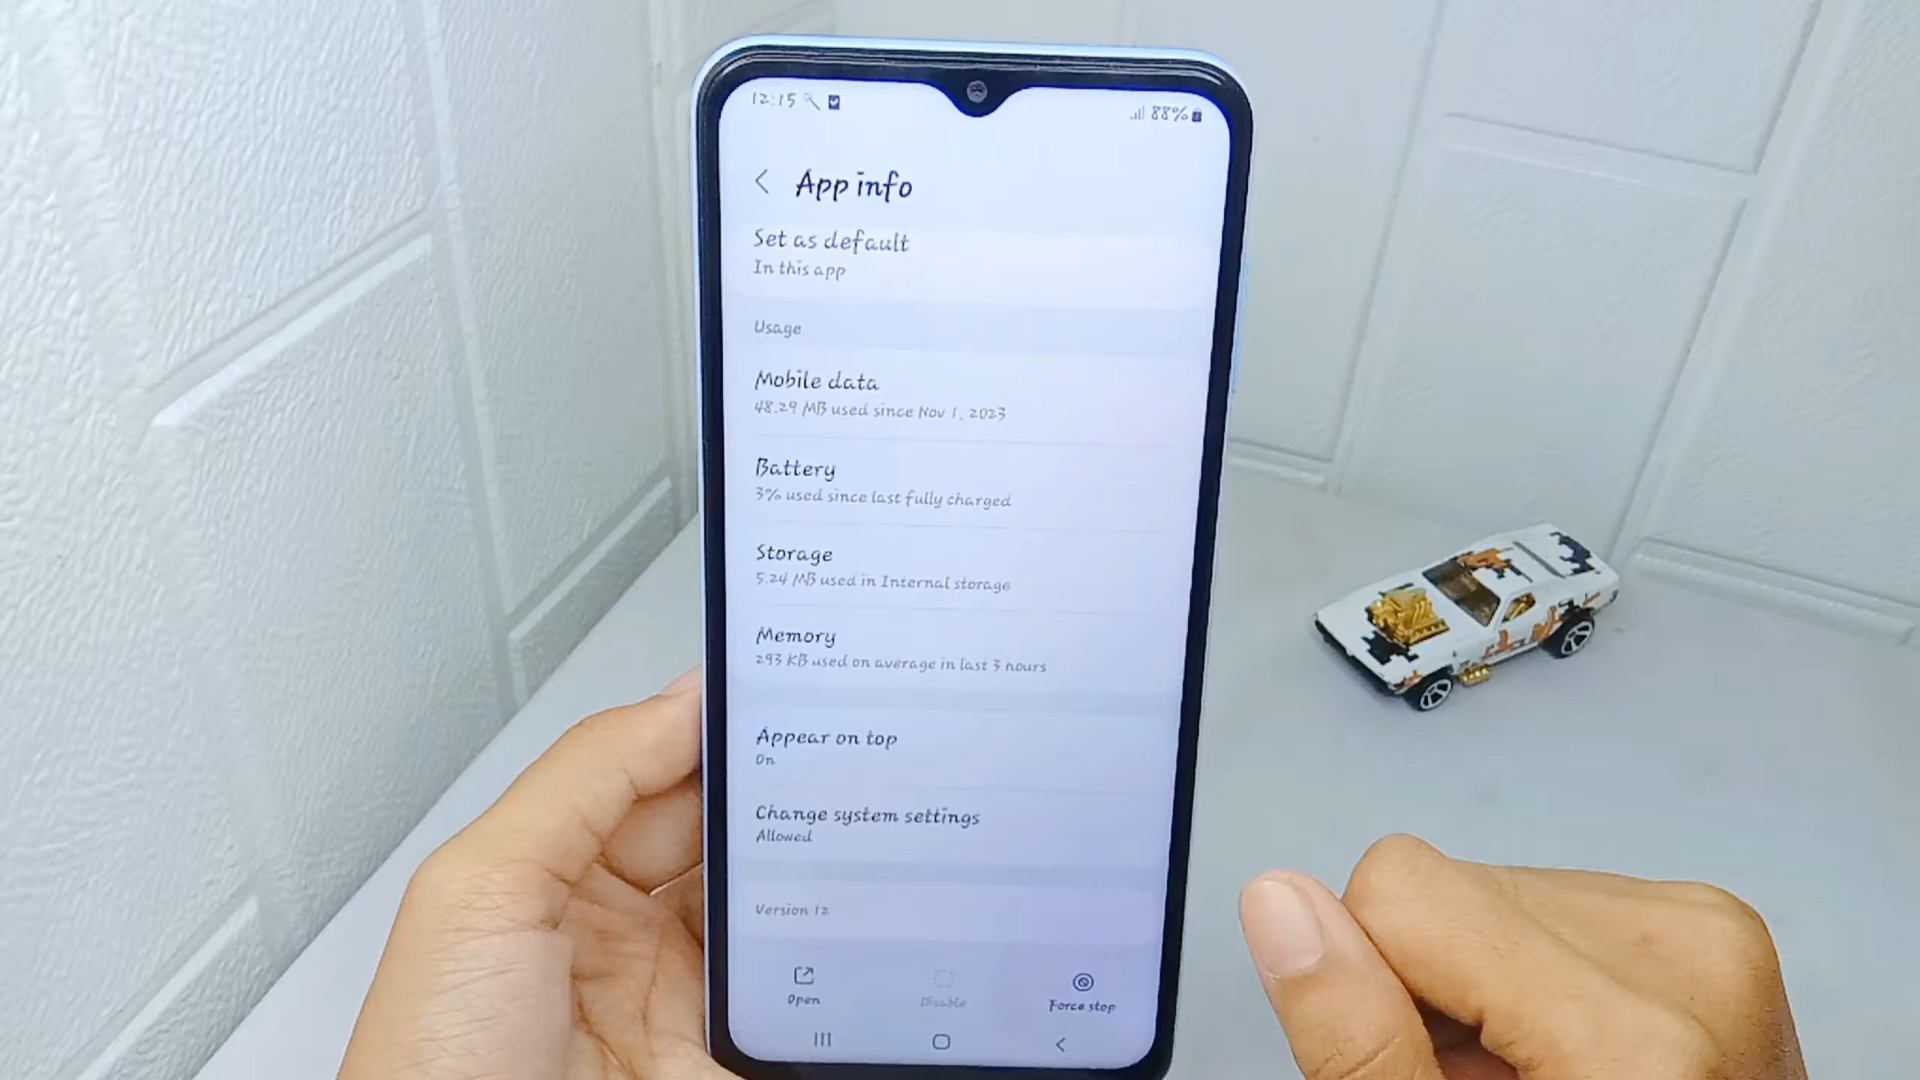 12:15
88%
App info
Set as default
In this app
Usage
Mobile data
48.29 MB used since Nov 1, 2023
Battery
3% used since last fully charged
Storage
5.24 MB used in Internal storage
Memory
293 KB used on average in last 3 hours
Appear on top
On
Change system settings
Allowed
Version 12
Open
Disable
Force stop